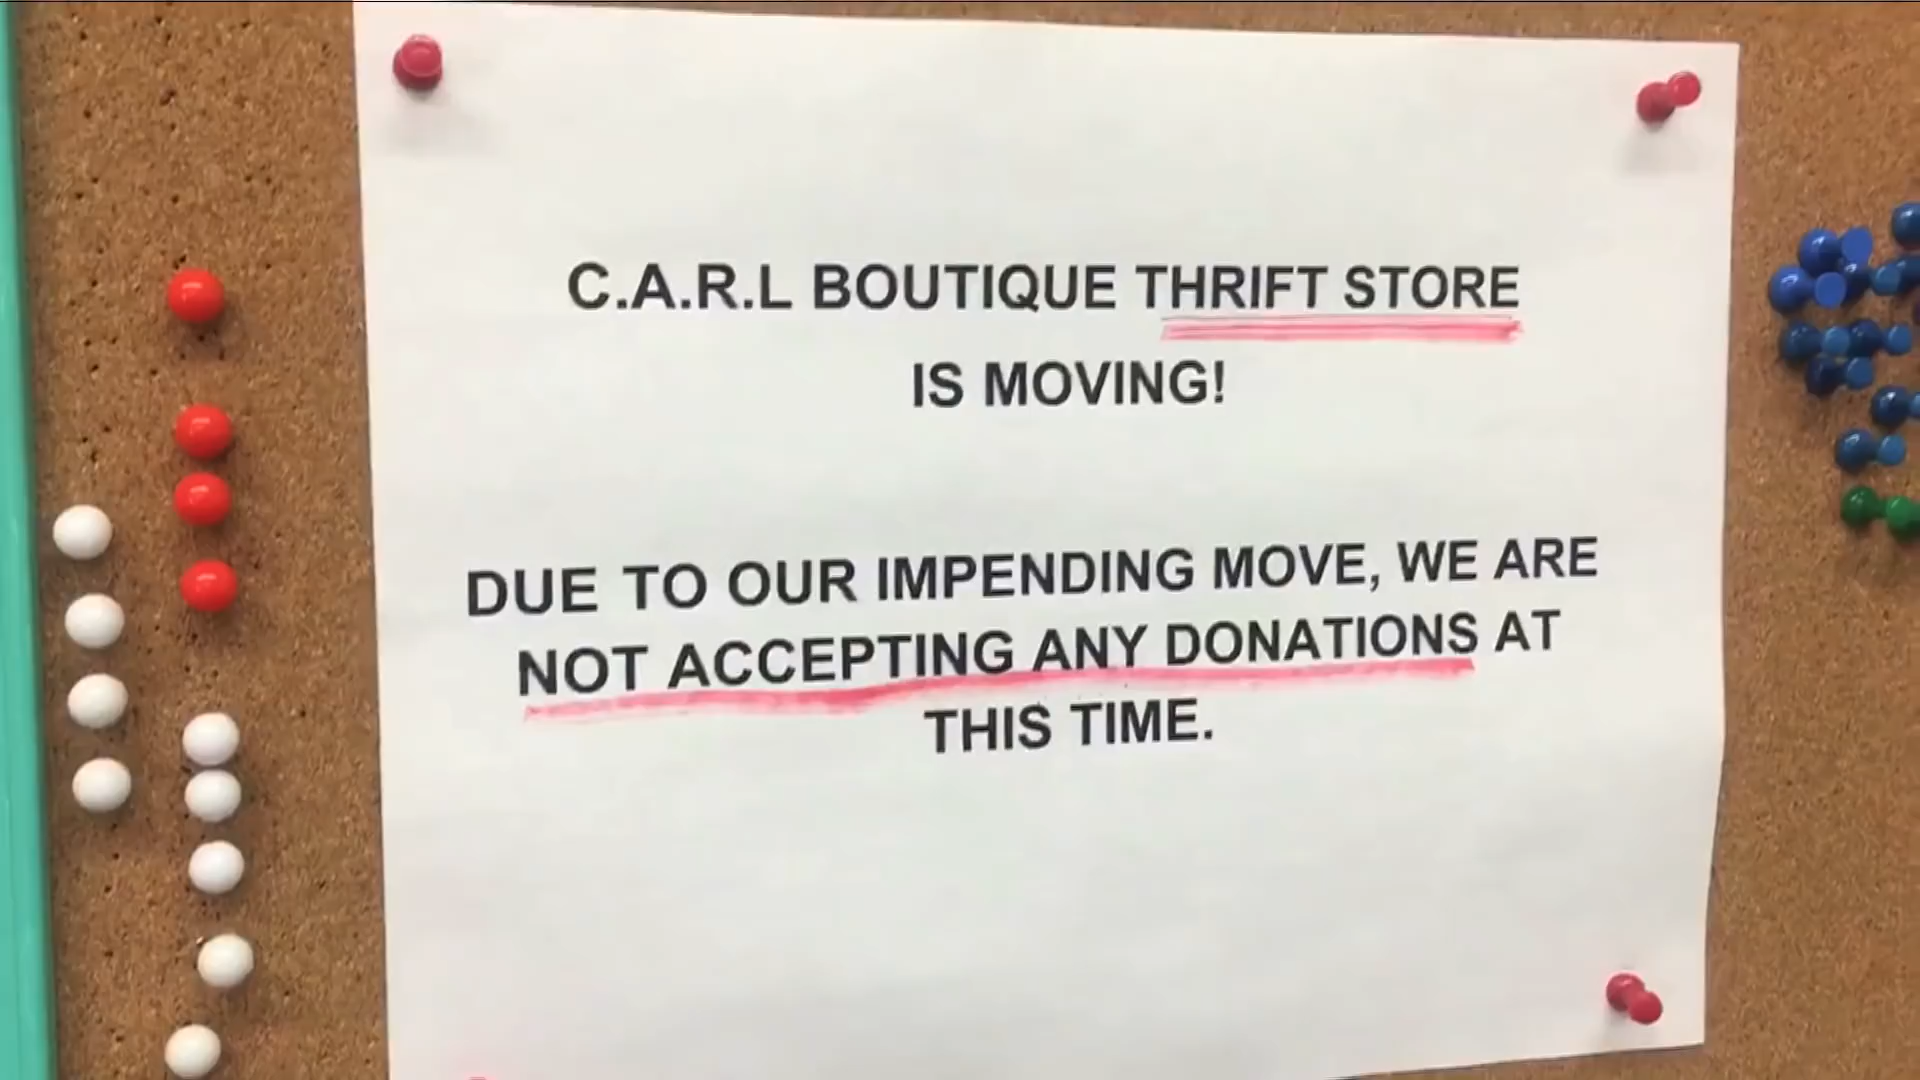 C.A.R.L BOUTIQUE THRIFT STORE
IS MOVING!
DUE TO OUR IMPENDING MOVE, WE ARE
NOT ACCEPTING ANY DONATIONS AT
THIS TIME.